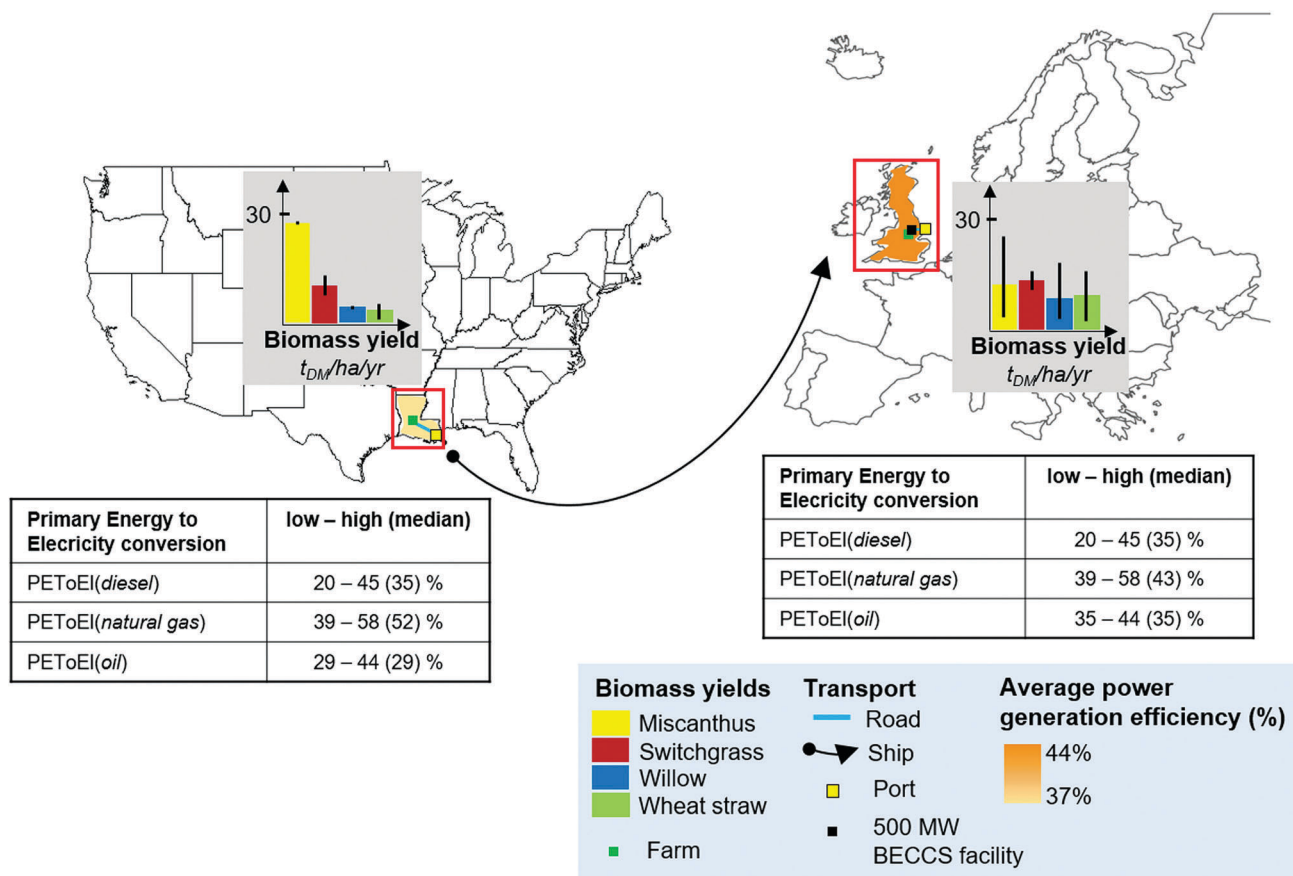 30
Biomass yield
tDM/ha/yr
30
Biomass yield
tDM/ha/yr
Primary Energy to
Elecricity conversion
low – high (median)
PEToEl(diesel)
20 – 45 (35) %
PEToEl(natural gas)
39 – 58 (52) %
PEToEl(oil)
29 – 44 (29) %
Primary Energy to
Elecricity conversion
low – high (median)
PEToEl(diesel)
20 – 45 (35) %
PEToEl(natural gas)
39 – 58 (43) %
PEToEl(oil)
35 – 44 (35) %
Biomass yields
Miscanthus
Switchgrass
Willow
Wheat straw
Farm
Transport
Road
Ship
Port
500 MW
BECCS facility
Average power
generation efficiency (%)
44%
37%